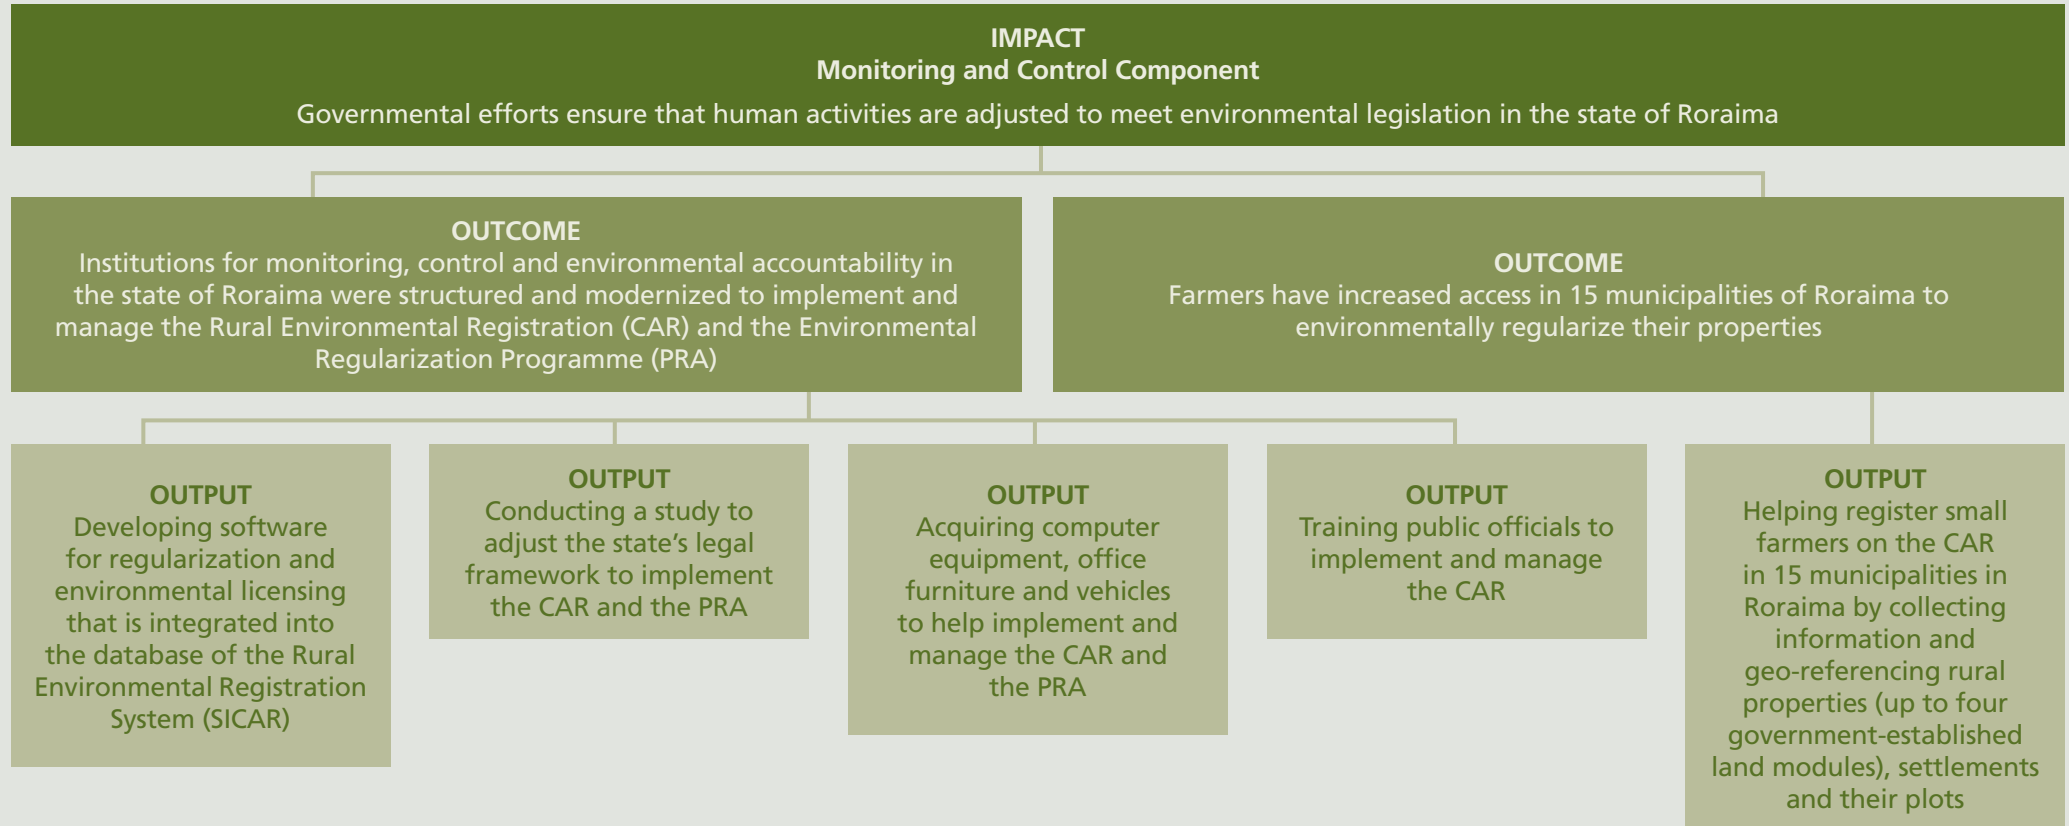 IMPACT
Monitoring and Control Component
Governmental efforts ensure that human activities are adjusted to meet environmental legislation in the state of Roraima
OUTCOME
Institutions for monitoring, control and environmental accountability in
the state of Roraima were structured and modernized to implement and
manage the Rural Environmental Registration (CAR) and the Environmental
Regularization Programme (PRA)
OUTCOME
Farmers have increased access in 15 municipalities of Roraima to
environmentally regularize their properties
OUTPUT
Developing software
for regularization and
environmental licensing
that is integrated into
the database of the Rural
Environmental Registration
System (SICAR)
OUTPUT
Conducting a study to
adjust the state’s legal
framework to implement
the CAR and the PRA
OUTPUT
Acquiring computer
equipment, office
furniture and vehicles
to help implement and
manage the CAR and
the PRA
OUTPUT
Training public officials to
implement and manage
the CAR
OUTPUT
Helping register small
farmers on the CAR
in 15 municipalities in
Roraima by collecting
information and
geo-referencing rural
properties (up to four
government-established
land modules), settlements
and their plots